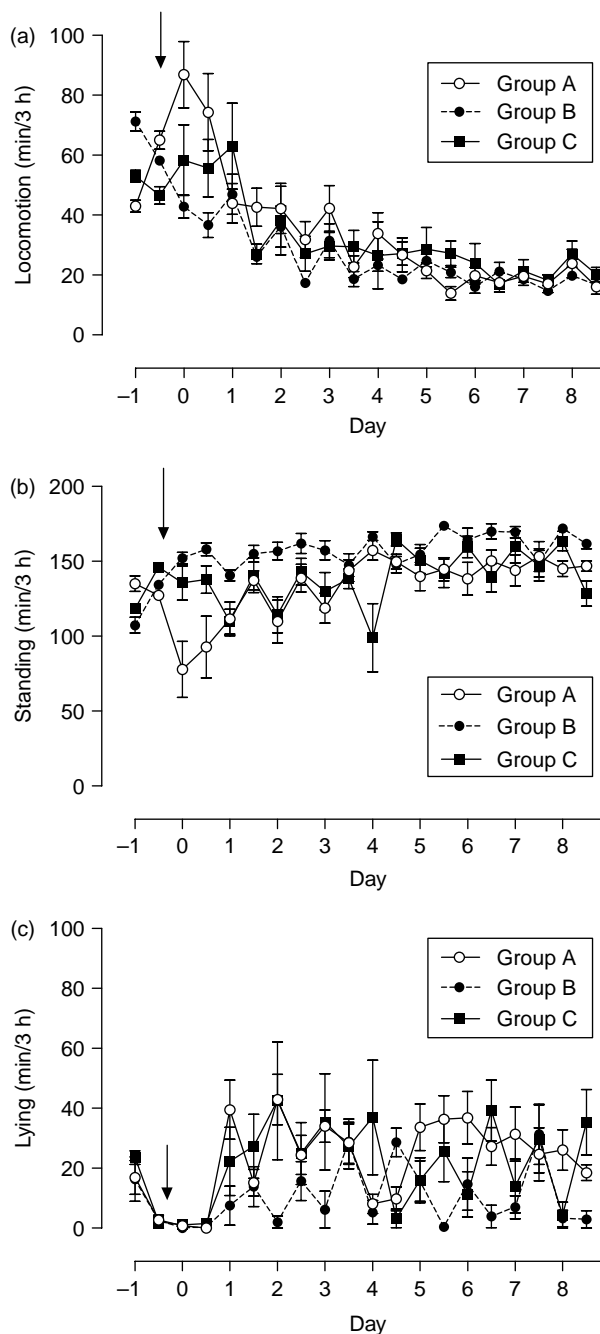 (a)
Locomotion (min/3 h)
100
80
60
40
20
0
Group A
Group B
Group C
–1 0 1 2 3 4 5 6 7 8
Day
(b)
Standing (min/3 h)
200
150
100
50
0
Group A
Group B
Group C
–1 0 1 2 3 4 5 6 7 8
Day
(c)
Lying (min/3 h)
100
80
60
40
20
0
Group A
Group B
Group C
–1 0 1 2 3 4 5 6 7 8
Day